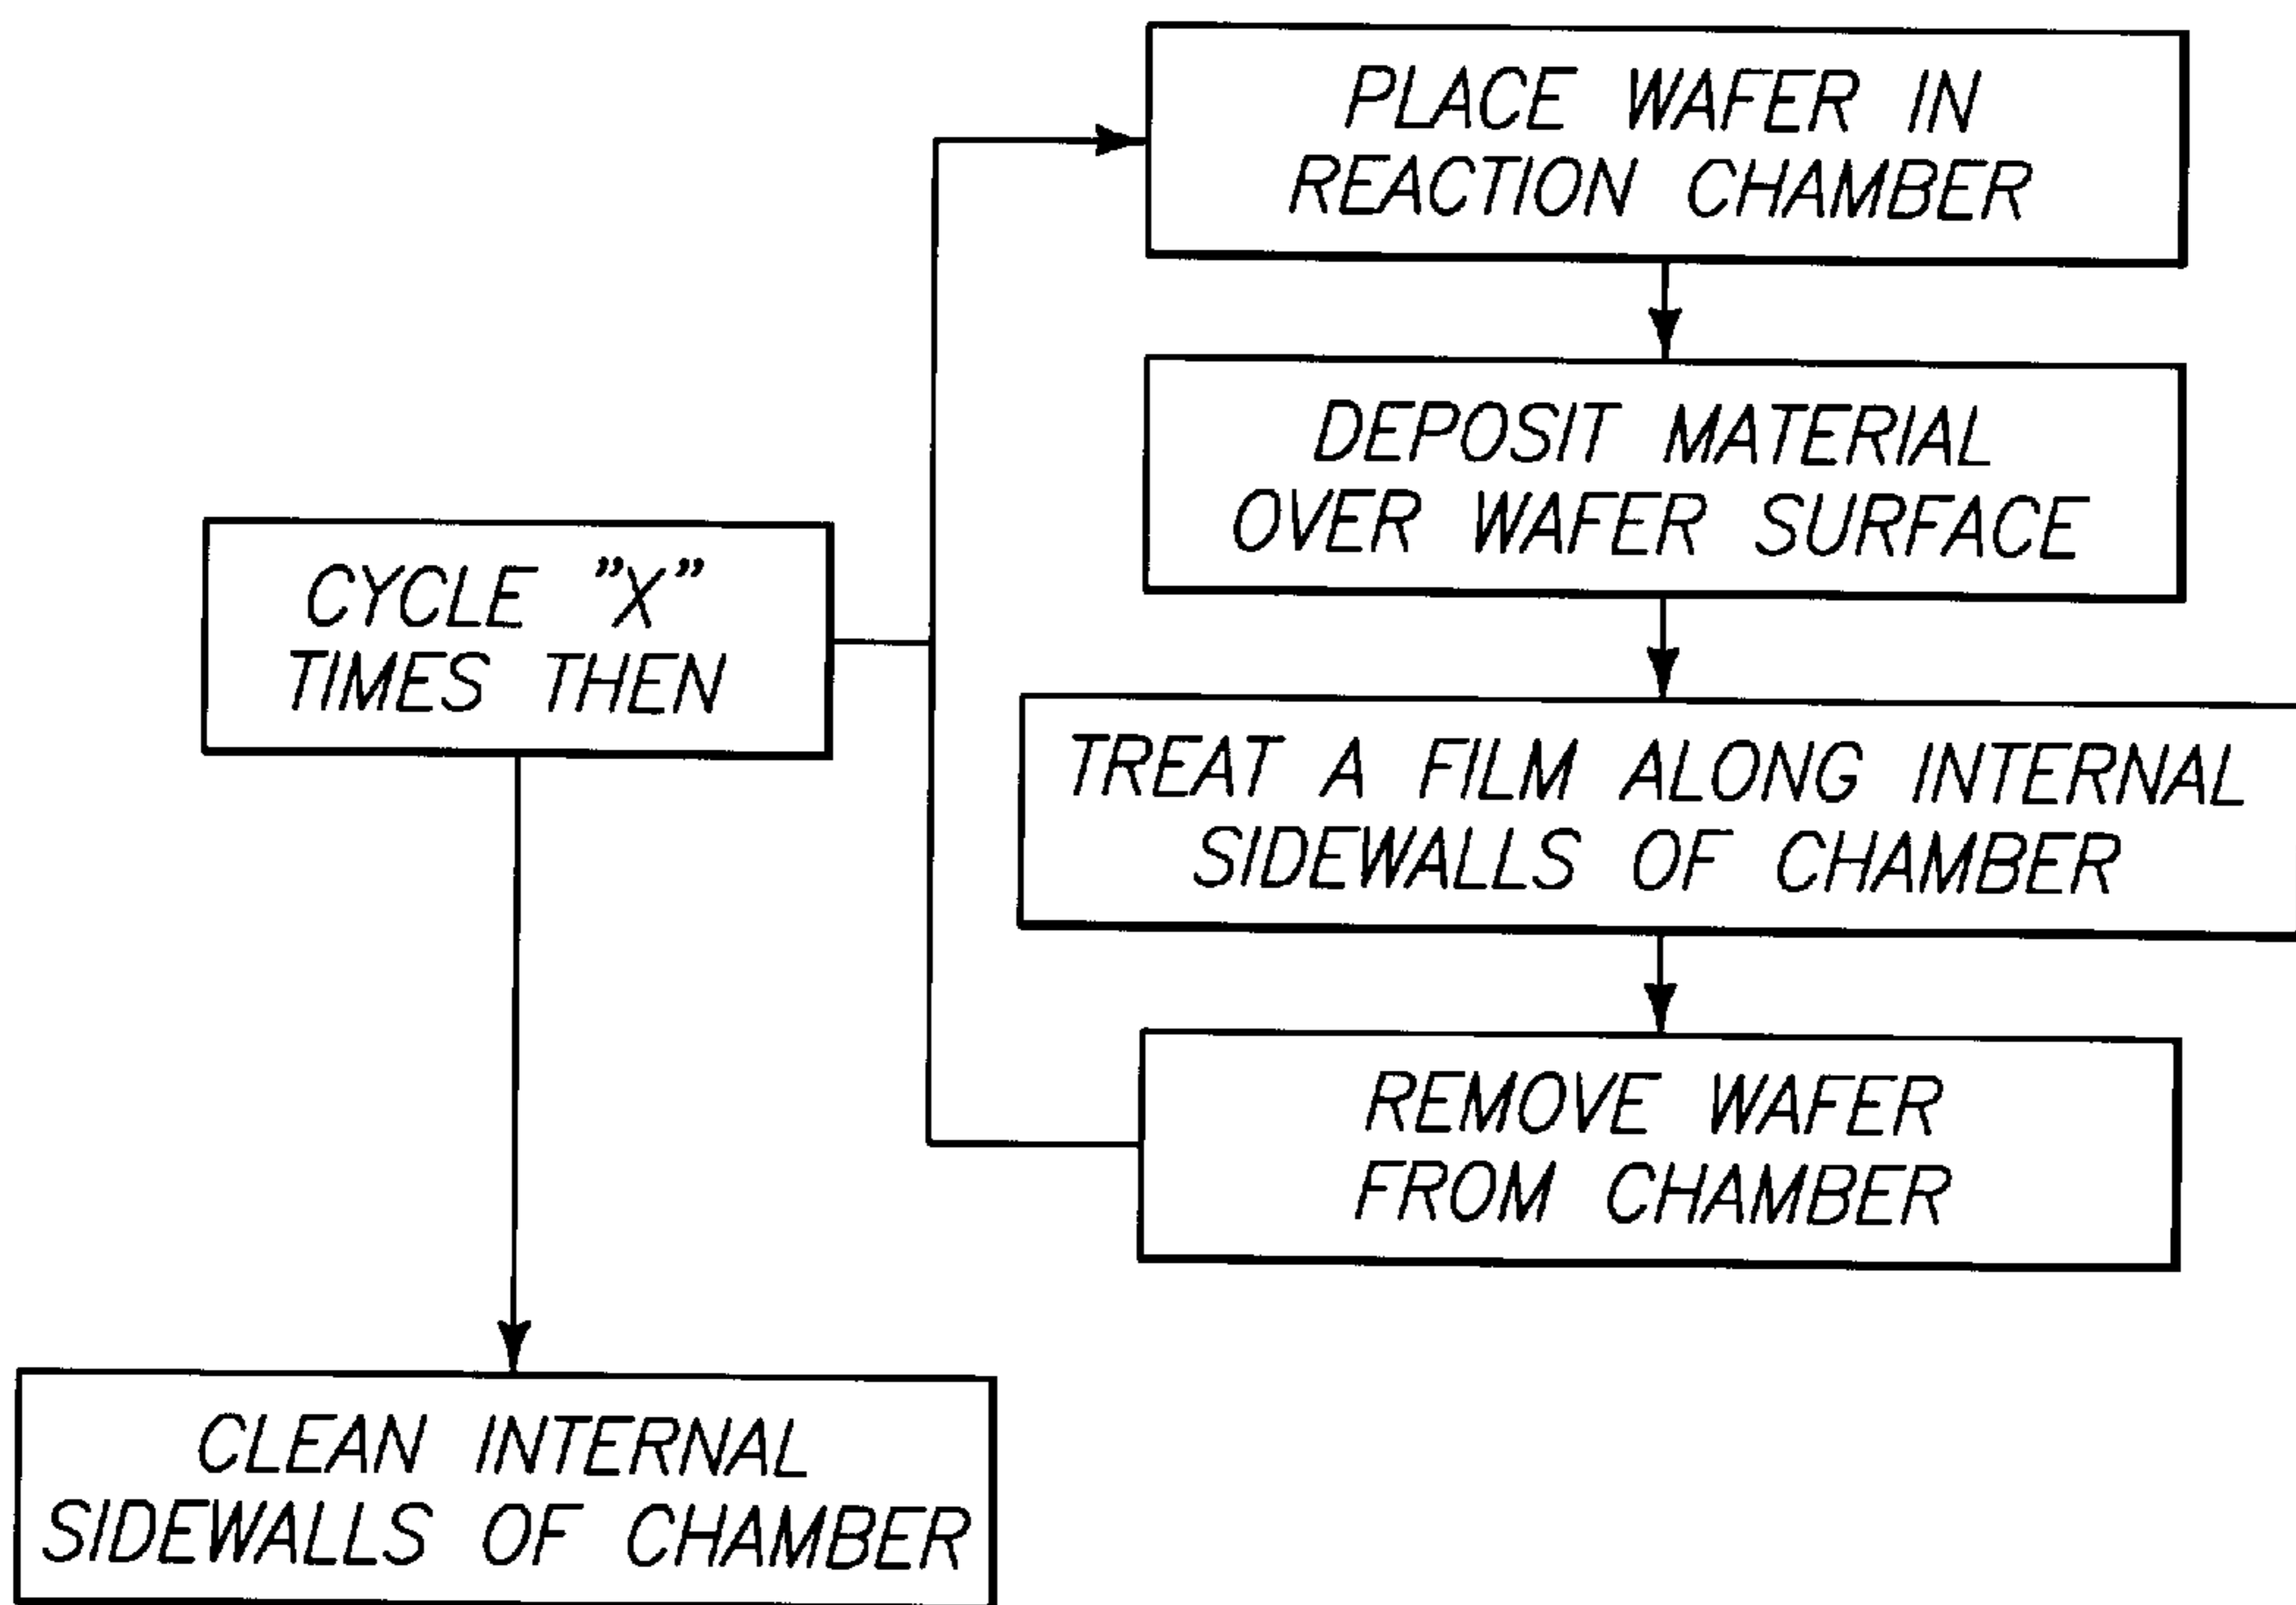 PLACE WAFER IN
REACTION CHAMBER
DEPOSIT MATERIAL
OVER WAFER SURFACE
CYCLE "X"
TIMES THEN
TREAT A FILM ALONG INTERNAL
SIDEWALLS OF CHAMBER
REMOVE WAFER
FROM CHAMBER
CLEAN INTERNAL
SIDEWALLS OF CHAMBER